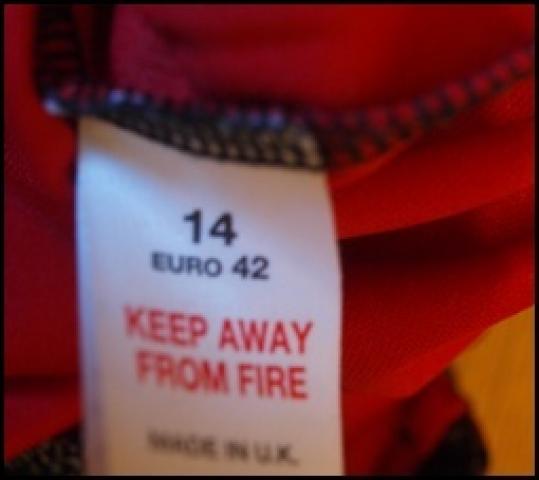 14
EURO 42
KEEP AWAY
FROM FIRE
MADE IN U.K.